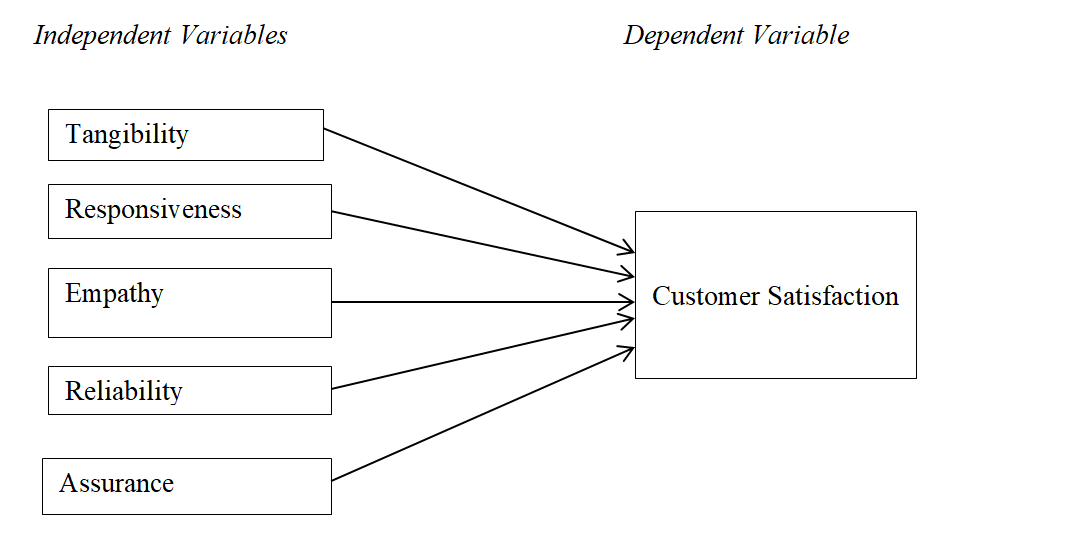 Independent Variables
Dependent Variable
Tangibility
Responsiveness
Empathy
Reliability
Assurance
Customer Satisfaction